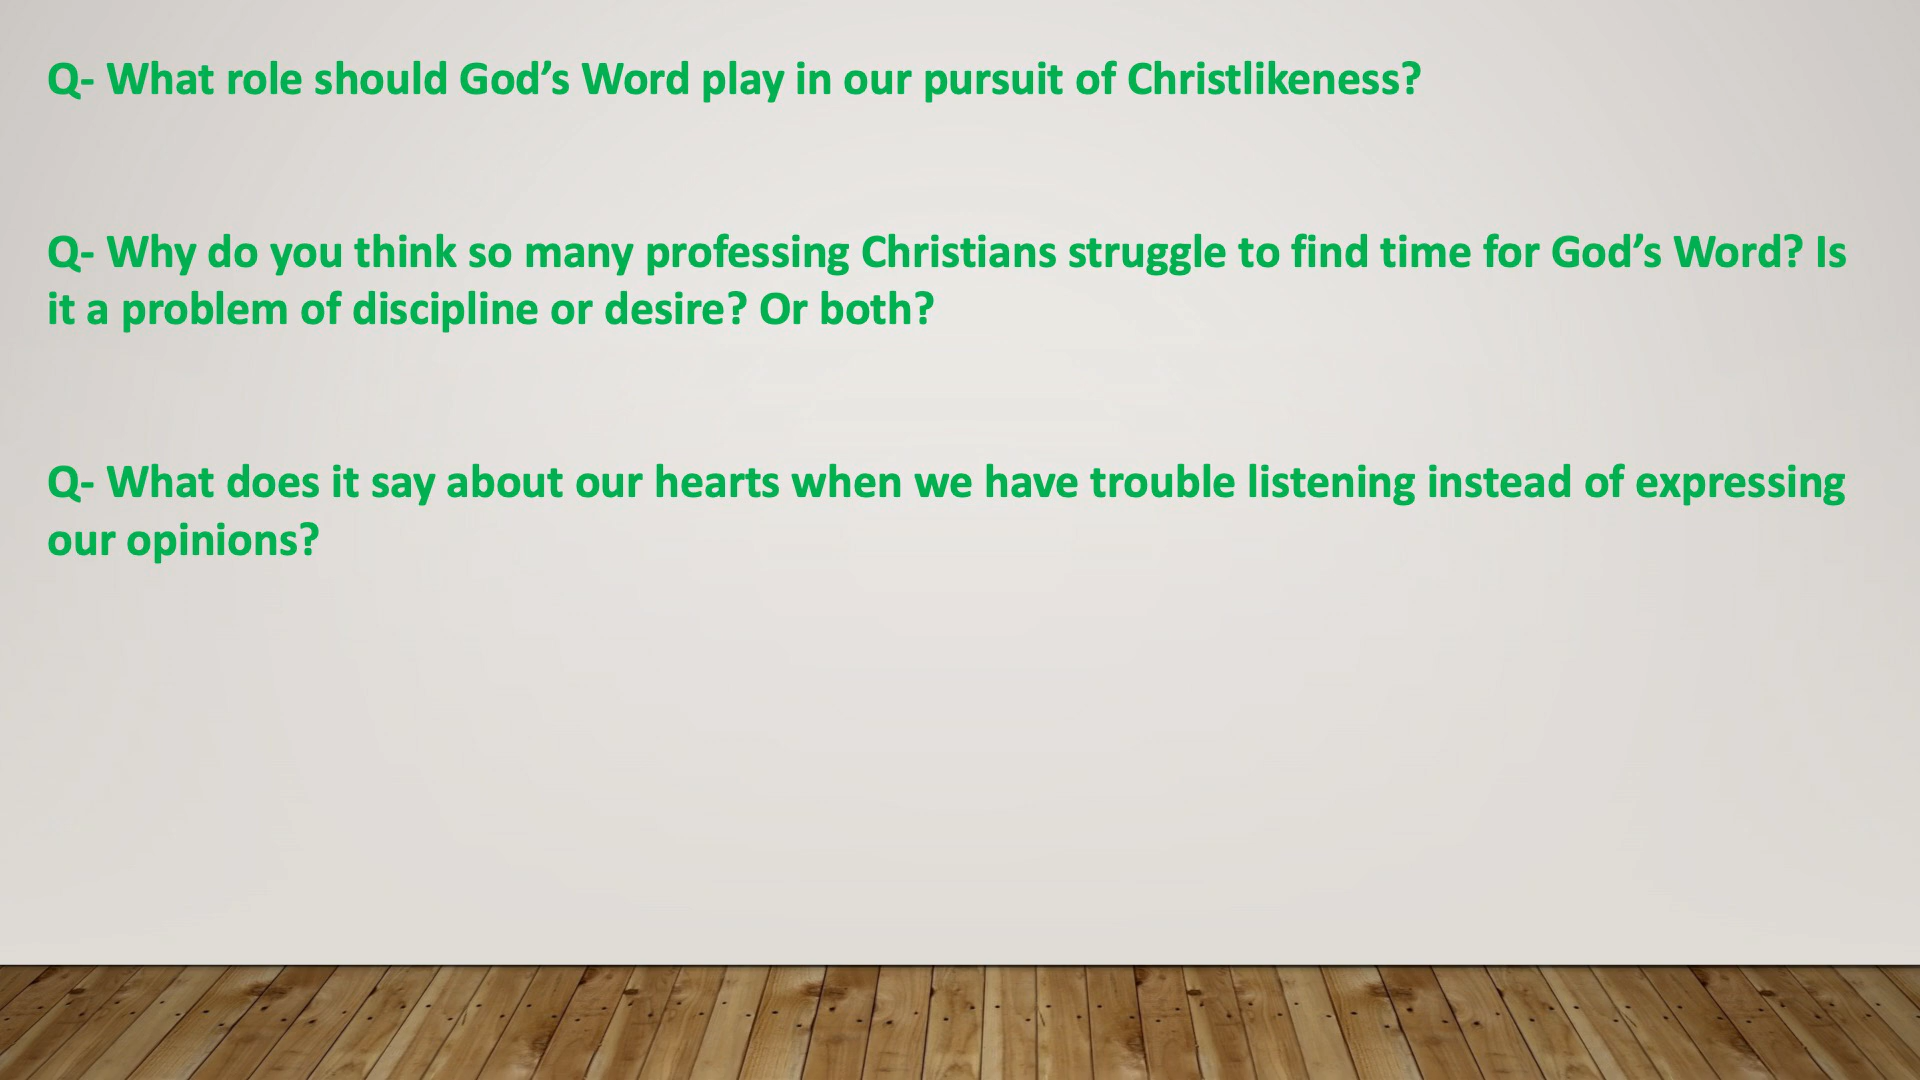 Q- What role should God’s Word play in our pursuit of Christlikeness?
Q- Why do you think so many professing Christians struggle to find time for God’s Word? Is
it a problem of discipline or desire? Or both?
Q- What does it say about our hearts when we have trouble listening instead of expressing
our opinions?